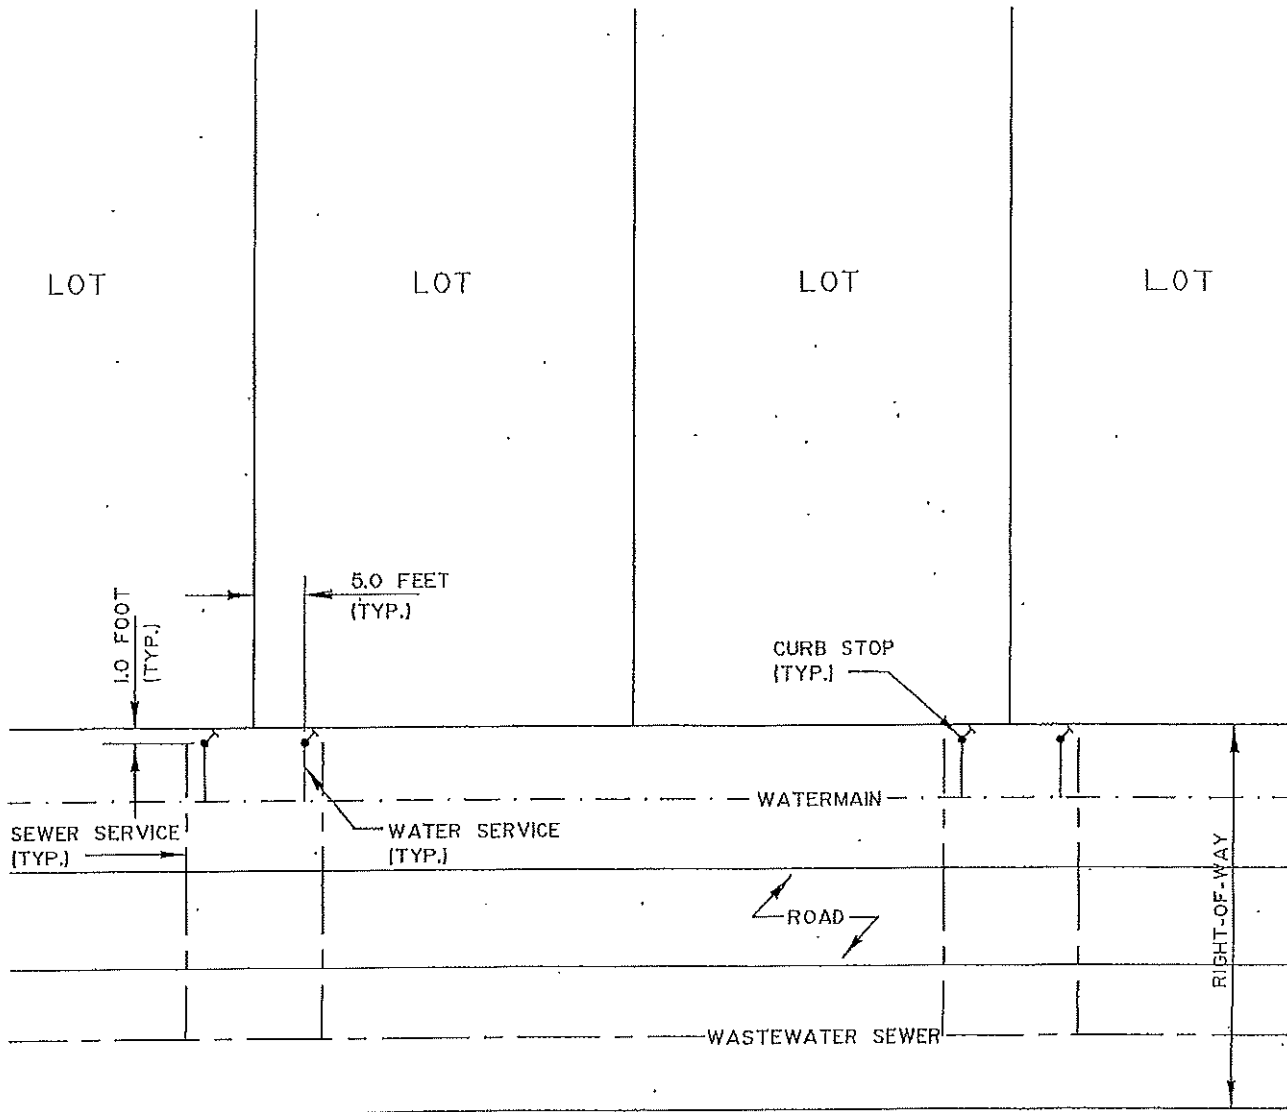 LOT
LOT
LOT
LOT
5.0 FEET
(TYP.)
1.0 FOOT
(TYP.)
CURB STOP
(TYP.)
WATERMAIN
SEWER SERVICE
(TYP.)
WATER SERVICE
(TYP.)
ROAD
RIGHT-OF-WAY
WASTEWATER SEWER